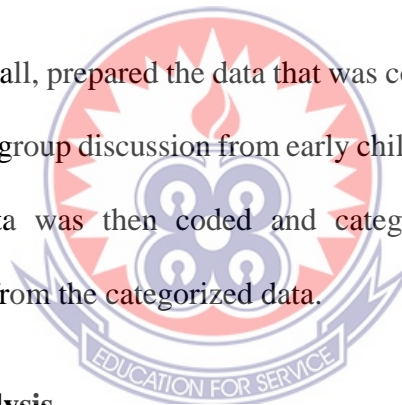 all, prepared the data that was co
group discussion from early chil
ta was then coded and categ
from the categorized data.
EDUCATION FOR SERVICE
lysis